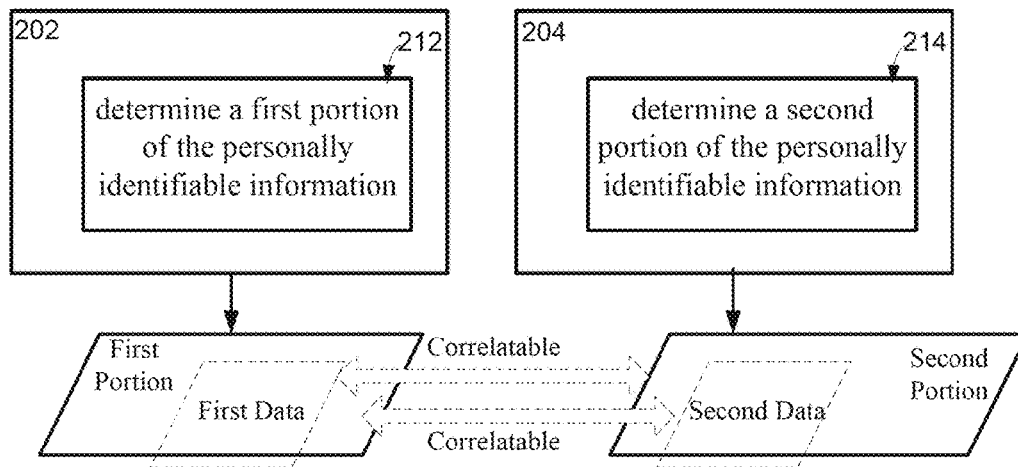 202
212
determine a first portion
of the personally
identifiable information
204
214
determine a second
portion of the personally
identifiable information
First
Portion
First Data
Correlatable
Correlatable
Second Data
Second
Portion